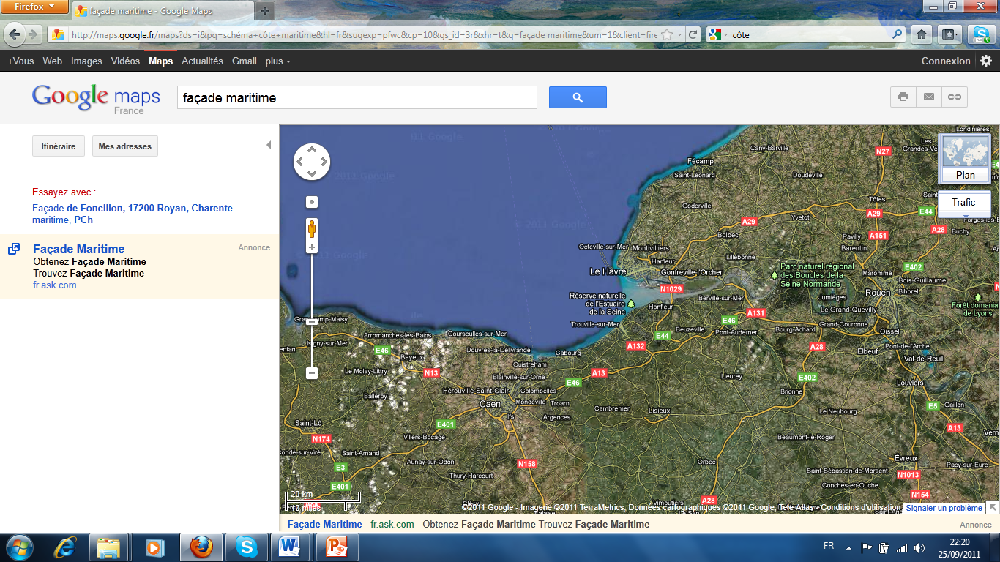 Firefox
façade maritime - Google Maps
http://maps.google.fr/maps?ds=i&pq=schéma+côte+maritime&hl=fr&sugexp=pfwc&cp=10&gs_id=3r&xhr=t&q=façade maritime&um=1&client=fire
côte
+Vous Web Images Vidéos Maps Actualités Gmail plus
Connexion
Google maps
France
façade maritime
Itinéraire
Mes adresses
Essayez avec :
Façade de Foncillon, 17200 Royan, Charente-
maritime, PCh
Façade Maritime
Annonce
Obtenez Façade Maritime
Trouvez Façade Maritime
fr.ask.com
Plan
Trafic
Londinières
Cany-Barville
N27
Les
Grandes-Ve
Fécamp
Saint-Léonard
Doudeville
Goderville
Tôtes
Saint
E44
A29
A29
Yvetot
A28
Buchy
Bolbec
Pavilly
A151
Octeville-sur-Mer
Montivilliers
Barentin
Harfleur
Lillebonne
E402
Le Havre
Gonfreville-l'Orcher
Parc naturel régional
des Boucles de la
Seine Normande
Maromme
Bois-Guillaume
N1029
Bihorel
Réserve naturelle
de l'Estuaire
de la Seine
Berville-sur-Mer
Jumièges
Rouen
Honfleur
Forêt domanial
de Lyons
Le Grand-Quevilly
A131
Trouville-sur-Mer
E46
Grand-Couronne
Beuzeville
Pont-Audemer
Bourg-Achard
Oissel
E44
A132
A28
Pont-de-l'Arche
Elbeuf
Val-de-Reuil
Arromanches-les-Bains
Courseulles-sur-Mer
E46
Douvres-la-Délivrande
Cabourg
Bayeux
Ouistreham
Le Molay-Littry
N13
Blainville-sur-Orne
A13
E46
Lieurey
E402
Louviers
Hérouville-Saint-Clair
Colombelles
Brionne
Balleroy
Caen
Mondeville
Troarn
Cambremer
Lisieux
Le Neubourg
E5
Gaillon
Ifs
Argences
Saint-Lô
E401
A13
N174
Villers-Bocage
Beaumont-le-Roger
Condé-sur-Vire
Saint-Amand
Aunay-sur-Odon
N158
Orbec
Évreux
Pacy-sur-Eure
E3
Thury-Harcourt
Saint-Sébastien-de-Morsent
N1013
Conches-en-Ouche
E401
N154
Vimoutiers
A28
20 km
10 miles
©2011 Google - Imagerie ©2011 TerraMetrics, Données cartographiques ©2011 Google, Tele Atlas - Conditions d'utilisation
Signaler un problème
Façade Maritime - fr.ask.com - Obtenez Façade Maritime Trouvez Façade Maritime
Annonce
FR
22:20
25/09/2011